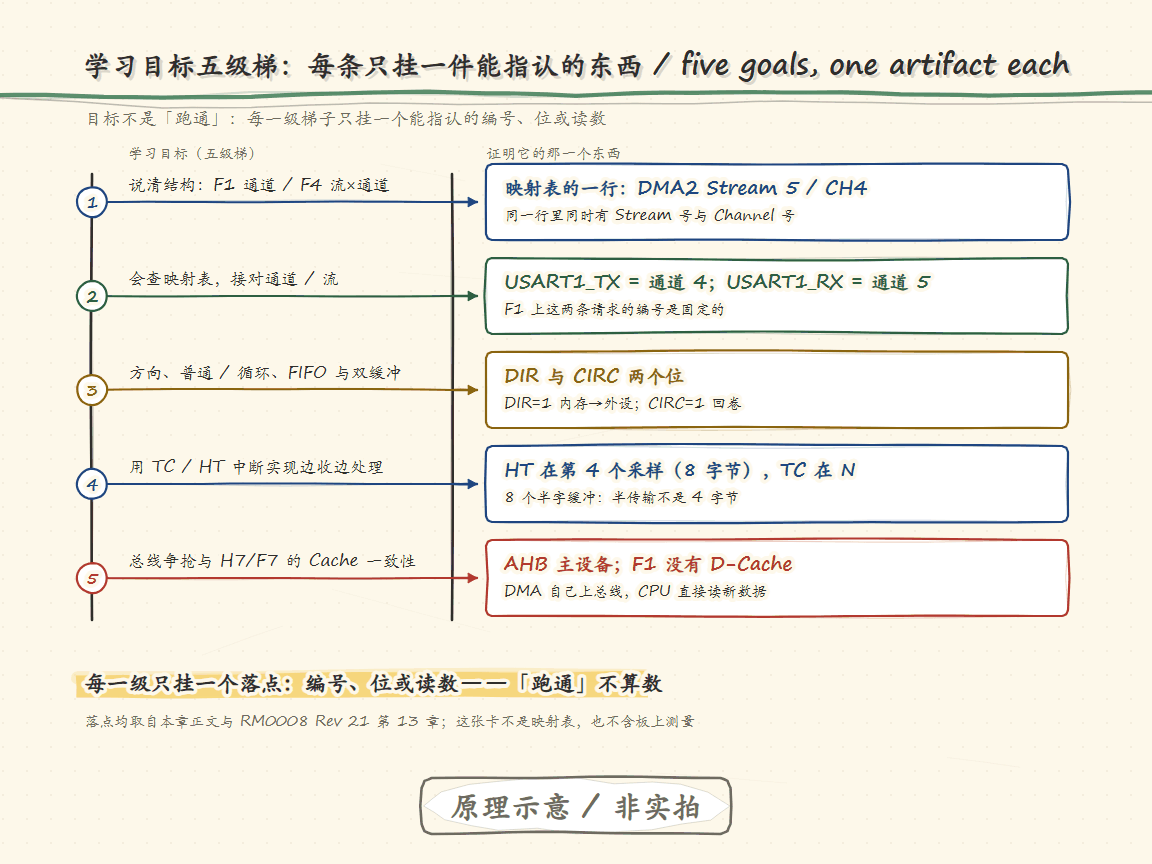 学习目标五级梯：每条只挂一件能指认的东西 / five goals, one artifact each
目标不是「跑通」：每一级梯子只挂一个能指认的编号、位或读数
学习目标（五级梯）
证明它的那一个东西
1
说清结构：F1 通道 / F4 流×通道
映射表的一行：DMA2 Stream 5 / CH4
同一行里同时有 Stream 号与 Channel 号
2
会查映射表，接对通道 / 流
USART1_TX = 通道 4；USART1_RX = 通道 5
F1 上这两条请求的编号是固定的
3
方向、普通 / 循环、FIFO 与双缓冲
DIR 与 CIRC 两个位
DIR=1 内存→外设；CIRC=1 回卷
4
用 TC / HT 中断实现边收边处理
HT 在第 4 个采样（8 字节），TC 在 N
8 个半字缓冲：半传输不是 4 字节
5
总线争抢与 H7/F7 的 Cache 一致性
AHB 主设备；F1 没有 D-Cache
DMA 自己上总线，CPU 直接读新数据
每一级只挂一个落点：编号、位或读数——「跑通」不算数
落点均取自本章正文与 RM0008 Rev 21 第 13 章；这张卡不是映射表，也不含板上测量
原理示意 / 非实拍